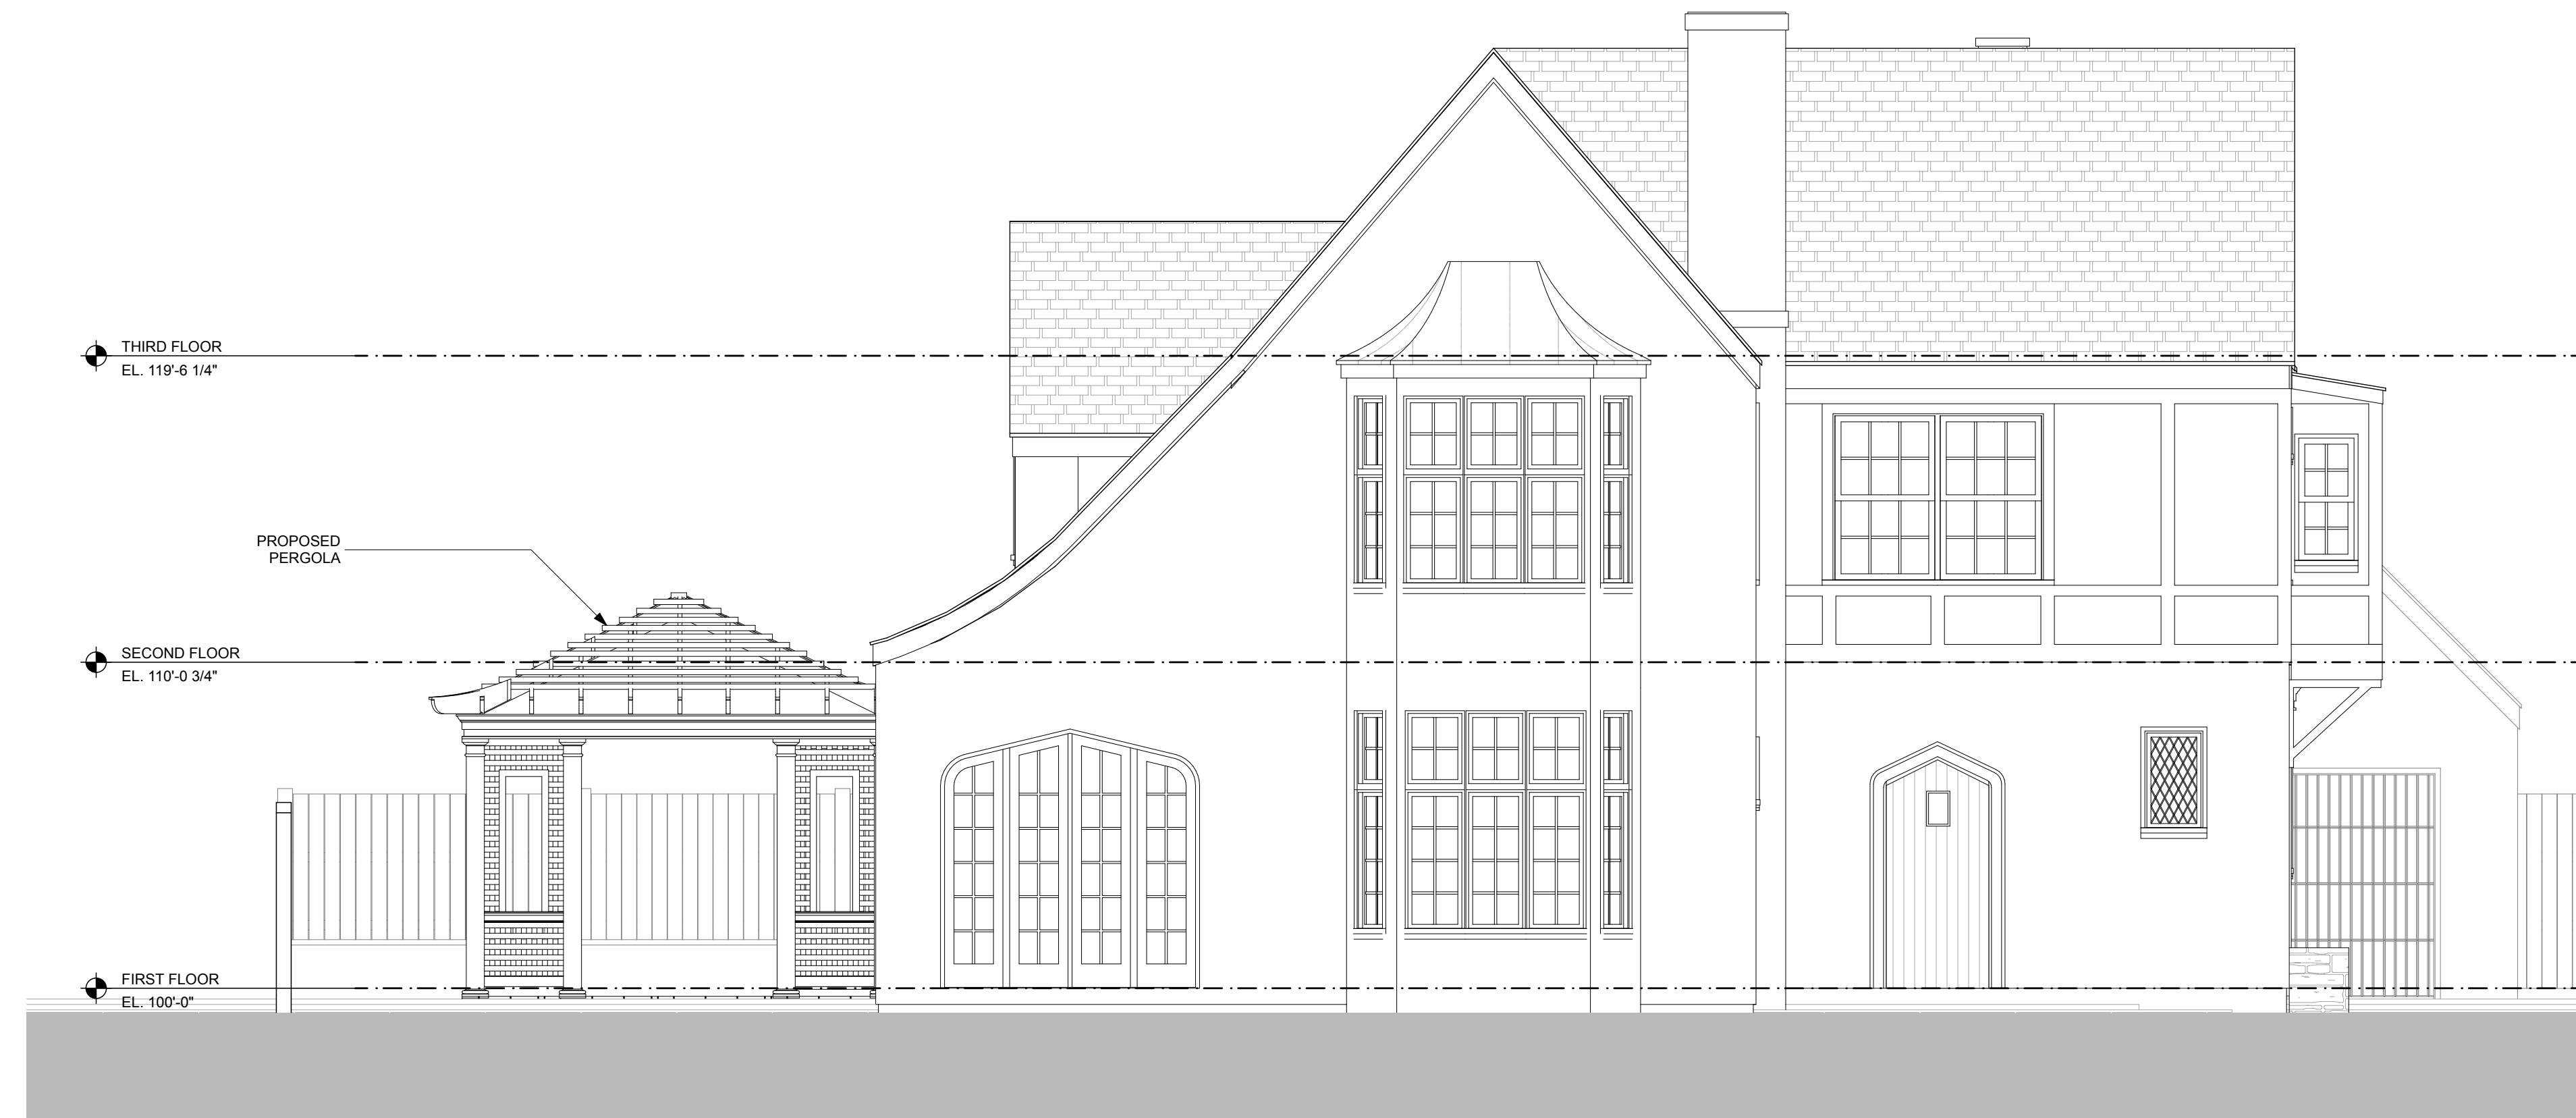 THIRD FLOOR
EL. 119'-6 1/4"
PROPOSED
PERGOLA
SECOND FLOOR
EL. 110'-0 3/4"
FIRST FLOOR
EL. 100'-0"